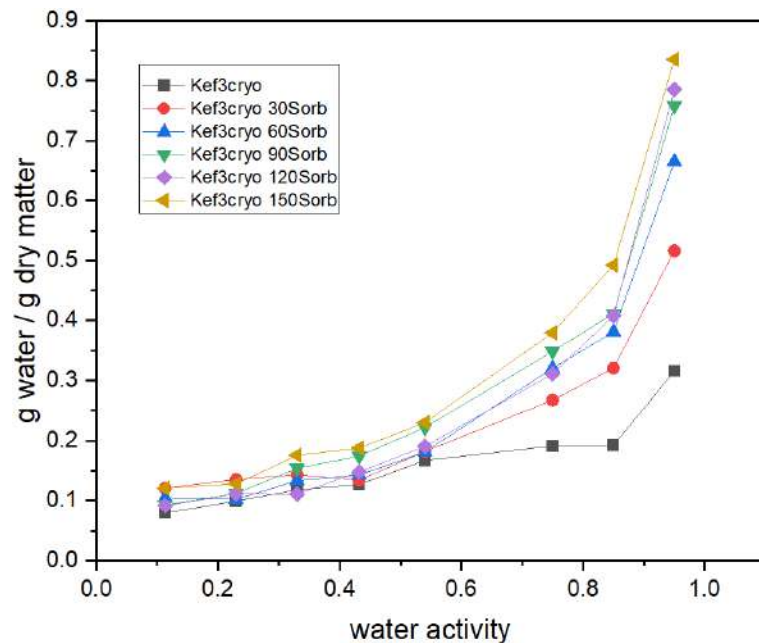 0.9
0.8
0.7
0.6
0.5
0.4
0.3
0.2
0.1
0.0
g water / g dry matter
Kef3cryo
Kef3cryo 30Sorb
Kef3cryo 60Sorb
Kef3cryo 90Sorb
Kef3cryo 120Sorb
Kef3cryo 150Sorb
0.0 0.2 0.4 0.6 0.8 1.0
water activity